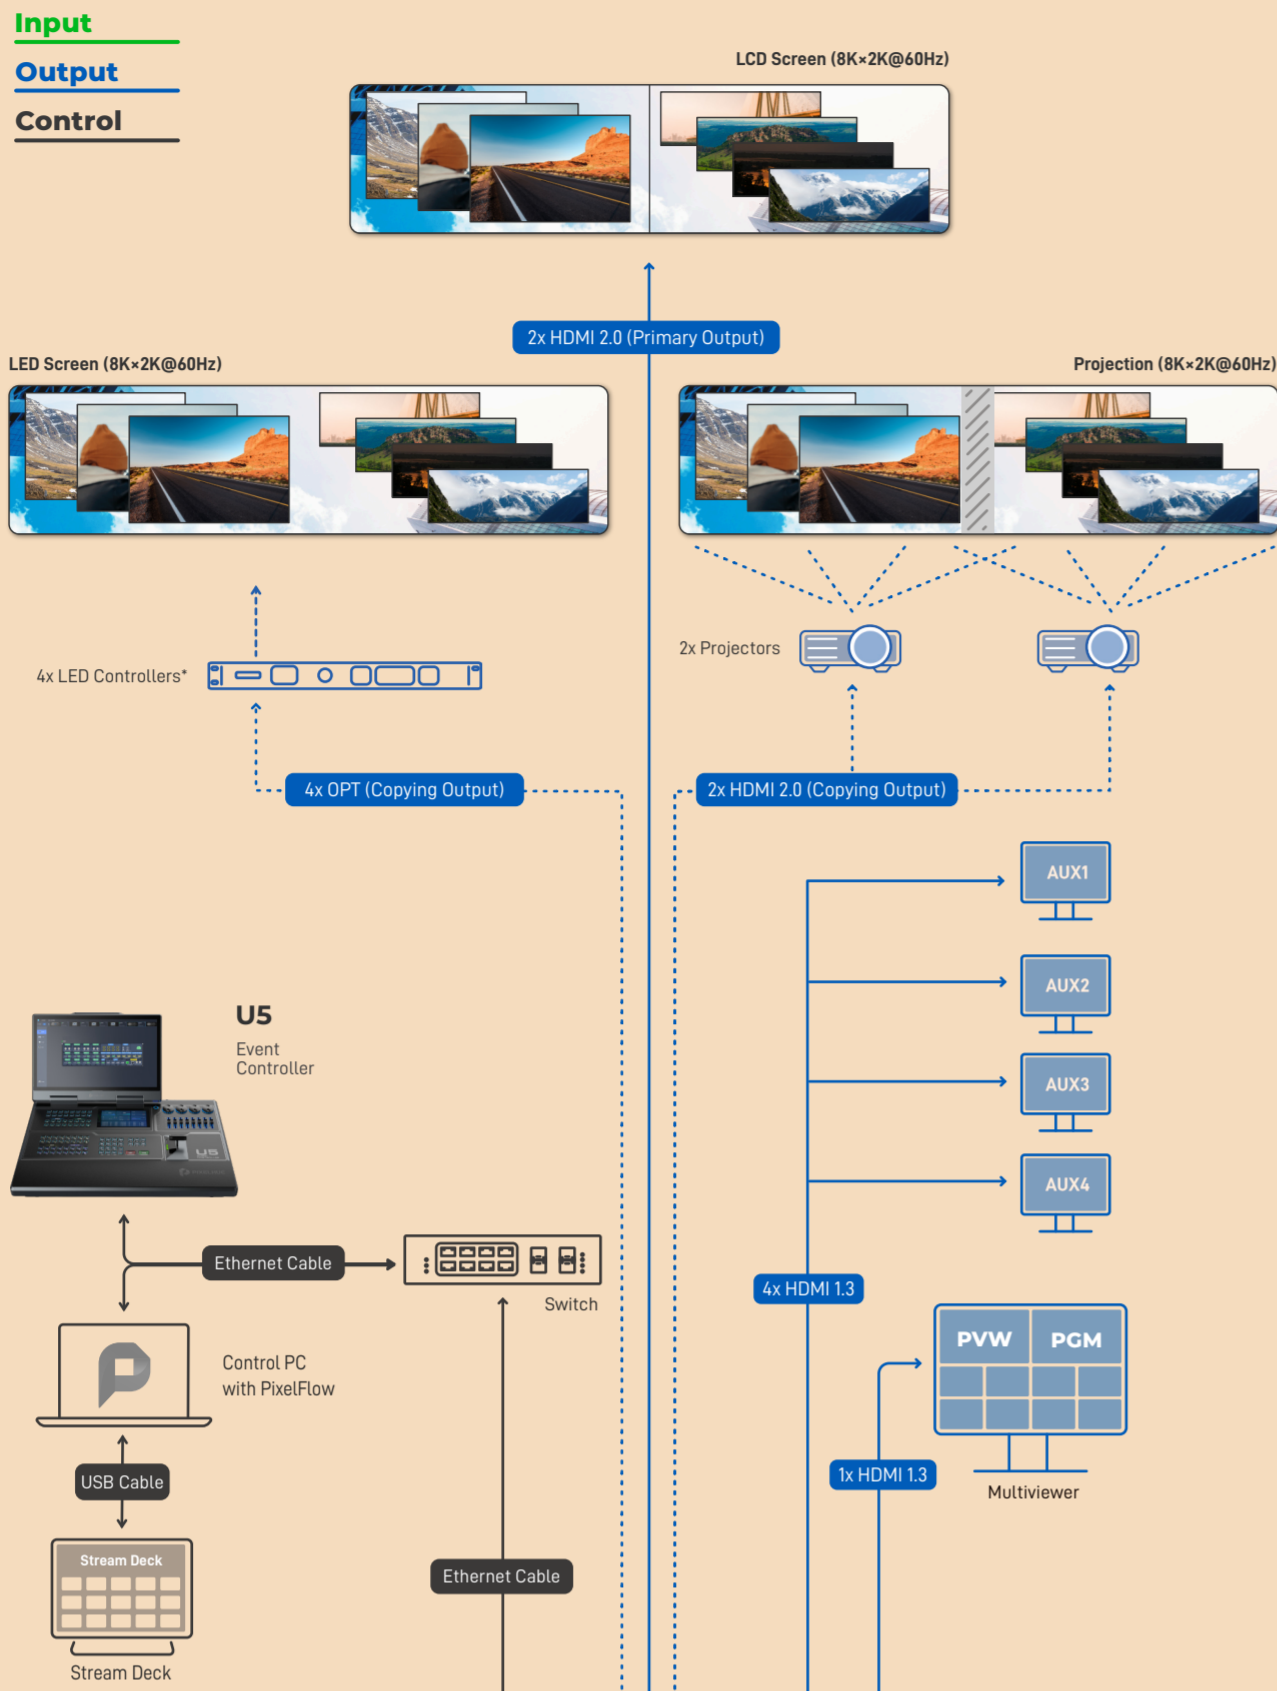 Input
Output
Control
LCD Screen (8K×2K@60Hz)
2x HDMI 2.0 (Primary Output)
LED Screen (8K×2K@60Hz)
Projection (8K×2K@60Hz)
4x LED Controllers*
2x Projectors
4x OPT (Copying Output)
2x HDMI 2.0 (Copying Output)
AUX1
AUX2
AUX3
AUX4
U5
Event
Controller
U5
Ethernet Cable
Switch
4x HDMI 1.3
PVW
PGM
Control PC
with PixelFlow
1x HDMI 1.3
Multiviewer
USB Cable
Stream Deck
Ethernet Cable
Stream Deck